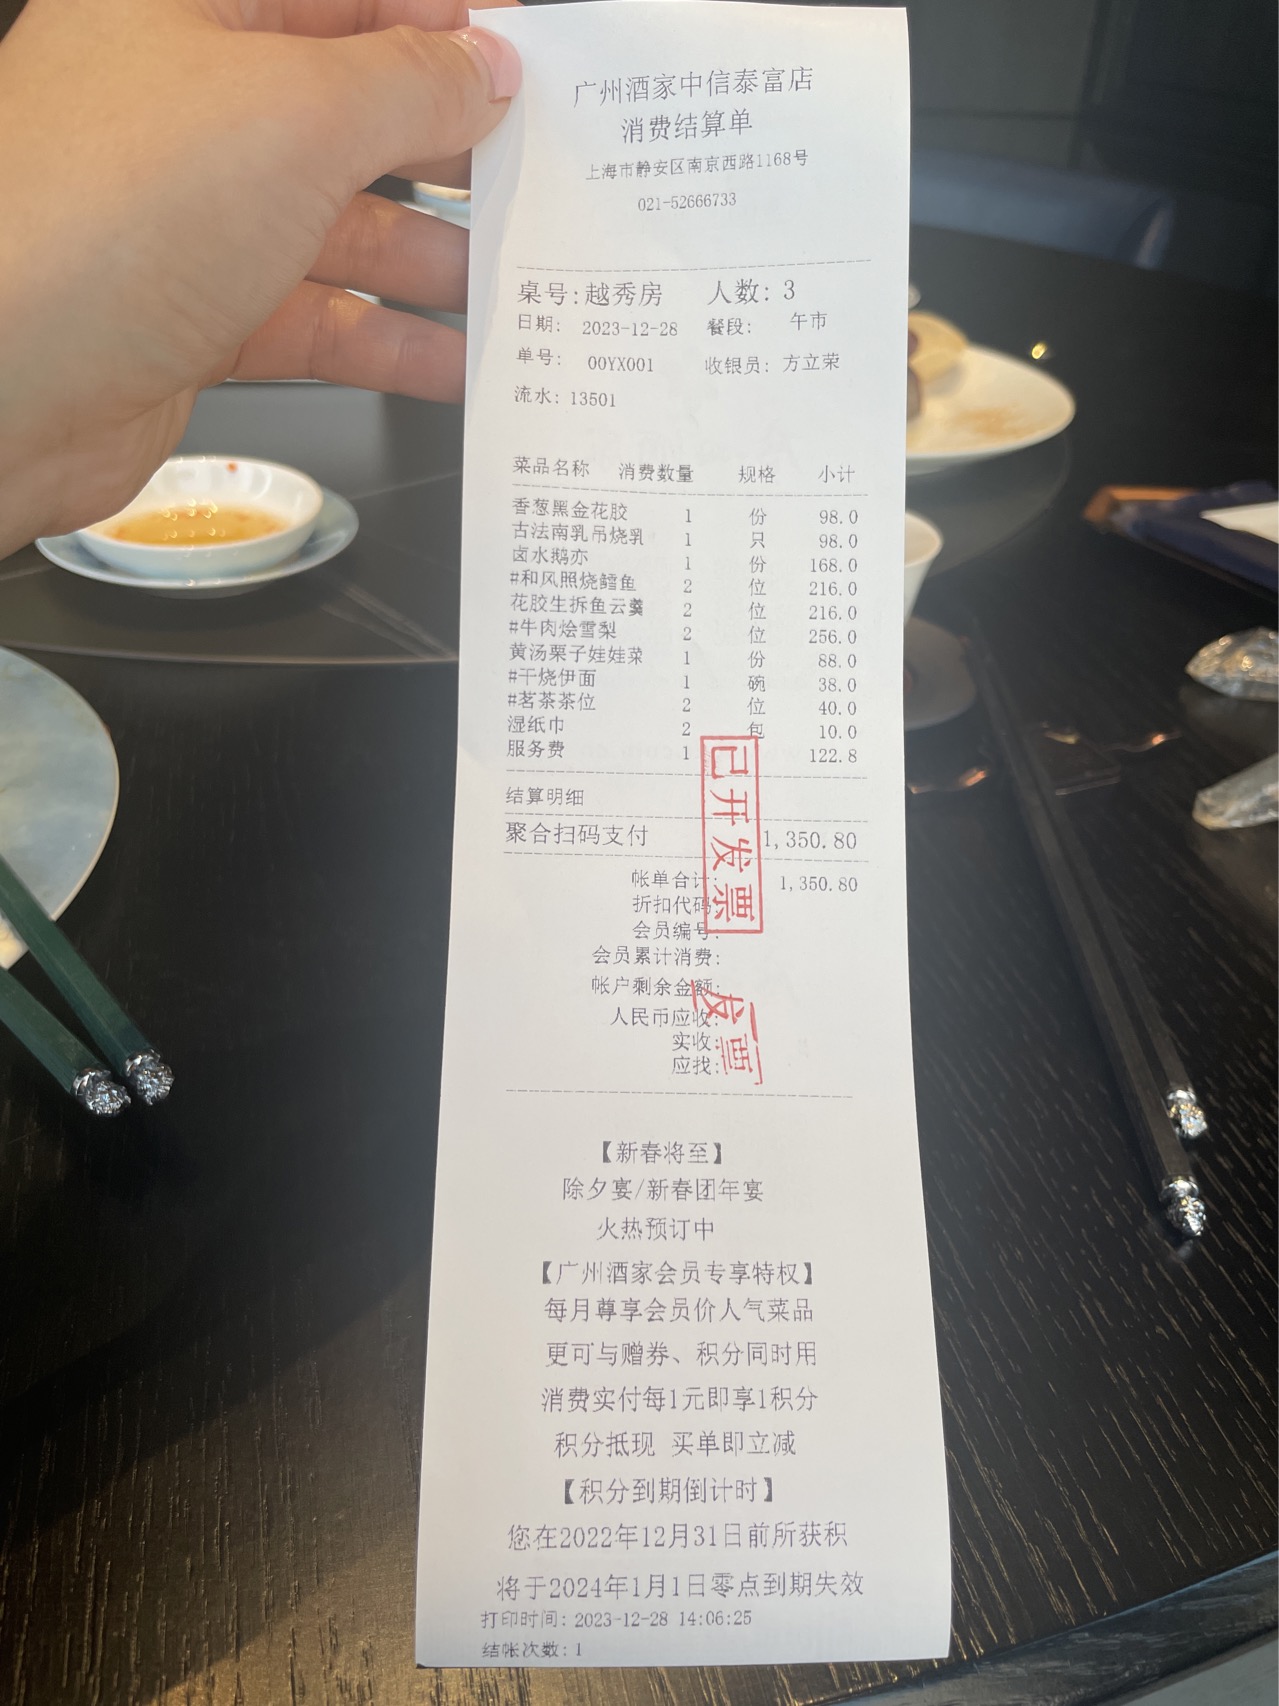 广州酒家中信泰富店
消费结算单
上海市静安区南京西路1168号
021-52666733
桌号:越秀房 人数: 3
日期: 2023-12-28 餐段: 午市
单号: 00YX001 收银员: 方立荣
流水: 13501
菜品名称 消费数量 规格 小计
香葱黑金花胶 1 份 98.0
古法南乳吊烧乳 1 只 98.0
卤水鹅亦 1 份 168.0
#和风照烧鳕鱼 2 位 216.0
花胶生拆鱼云羹 2 位 216.0
#牛肉烩雪梨 2 位 256.0
黄汤栗子娃娃菜 1 份 88.0
#干烧伊面 1 碗 38.0
#茗茶茶位 2 位 40.0
湿纸巾 2 包 10.0
服务费 1 122.8
结算明细
聚合扫码支付 1,350.80
帐单合计: 1,350.80
折扣代码:
会员编号:
会员累计消费:
帐户剩余金额:
人民币应收:
实收:
应找:
已开发票
发票
【新春将至】
除夕宴/新春团年宴
火热预订中
【广州酒家会员专享特权】
每月尊享会员价人气菜品
更可与赠券、积分同时用
消费实付每1元即享1积分
积分抵现 买单即立减
【积分到期倒计时】
您在2022年12月31日前所获积
将于2024年1月1日零点到期失效
打印时间: 2023-12-28 14:06:25
结帐次数: 1